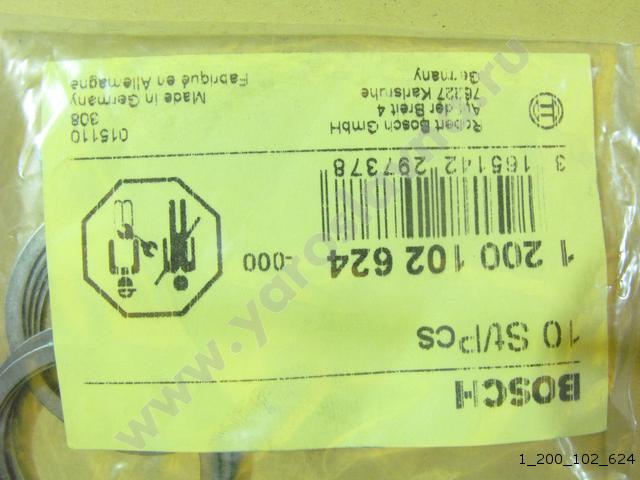 BOSCH
10 St/Pcs
1 200 102 624
-000
3 165142 297378
Robert Bosch GmbH
Auf der Breit 4
76227 Karlsruhe
Germany
015110
308
Made in Germany
Fabriqué en Allemagne
1_200_102_624